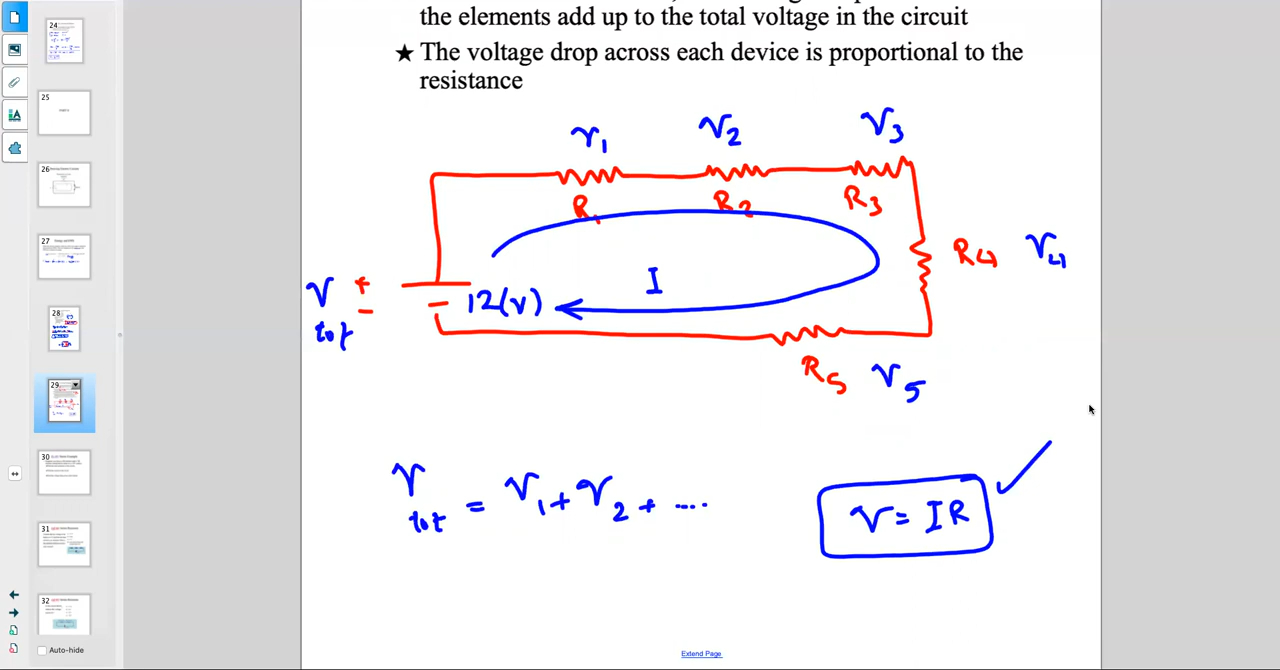 the elements add up to the total voltage in the circuit
★ The voltage drop across each device is proportional to the
resistance
V1 V2 V3
R1 R2 R3
R4 V4
V tot + - 12(V) I
R5 V5
V tot = V1 + V2 + ....
V = IR
Extend Page
24
25
26
27
28
29
30
31
32
Auto-hide